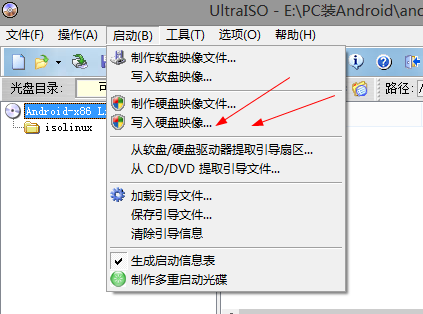 UltraISO - E:\PC装Android\and
文件(F) 操作(A) 启动(B) 工具(T) 选项(O) 帮助(H)
制作软盘映像文件...
写入软盘映像...
光盘目录: 可
路径: /
制作硬盘映像文件...
Android-x86 L
写入硬盘映像...
isolinux
从软盘/硬盘驱动器提取引导扇区...
从 CD/DVD 提取引导文件...
加载引导文件...
保存引导文件...
清除引导信息
生成启动信息表
制作多重启动光碟